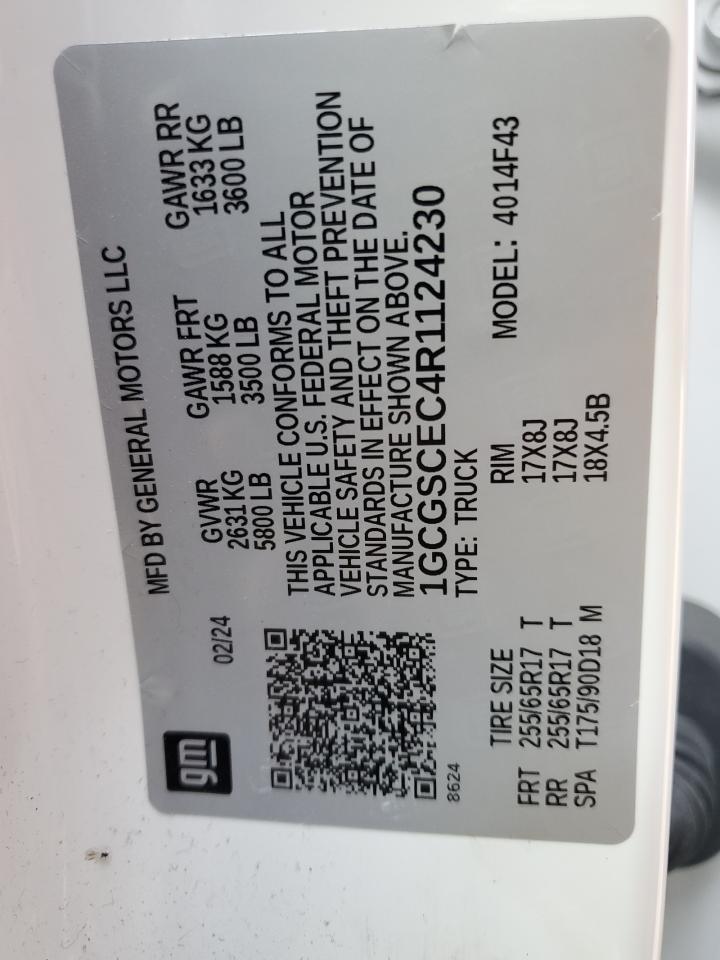 gm
MFD BY GENERAL MOTORS LLC
02/24
GVWR GAWR FRT GAWR RR
2631 KG 1588 KG 1633 KG
5800 LB 3500 LB 3600 LB
THIS VEHICLE CONFORMS TO ALL
APPLICABLE U.S. FEDERAL MOTOR
VEHICLE SAFETY AND THEFT PREVENTION
STANDARDS IN EFFECT ON THE DATE OF
MANUFACTURE SHOWN ABOVE.
1GCGSCEC4R1124230
8624
TYPE: TRUCK
MODEL: 4014F43
TIRE SIZE RIM
FRT 255/65R17 T 17X8J
RR 255/65R17 T 17X8J
SPA T175/90D18 M 18X4.5B